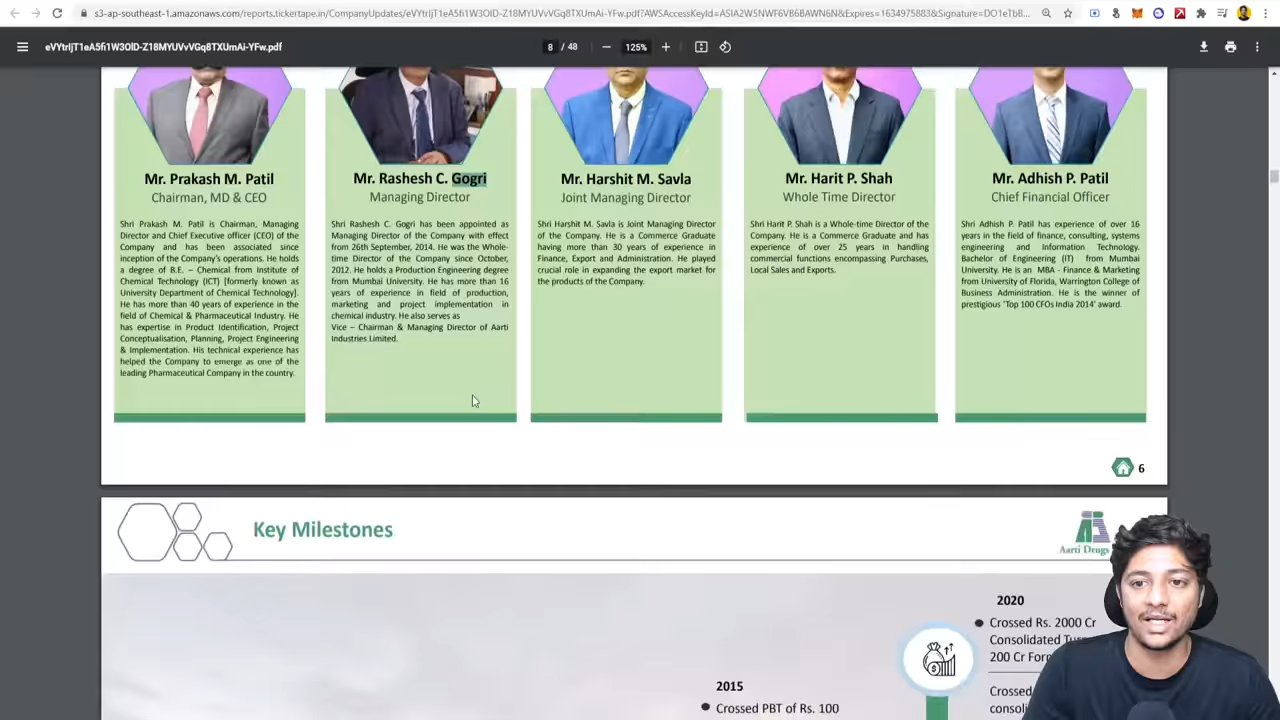 s3-ap-southeast-1.amazonaws.com/reports.tickertape.in/CompanyUpdates/
8 / 48
125%
Mr. Prakash M. Patil
Chairman, MD & CEO
Shri Prakash M. Patil is Chairman, Managing
Director and Chief Executive officer (CEO) of the
Company and has been associated since
inception of the Company's operations. He holds
a degree of B.E. – Chemical from Institute of
Chemical Technology (ICT) [formerly known as
University Department of Chemical Technology].
He has more than 40 years of experience in the
field of Chemical & Pharmaceutical Industry. He
has expertise in Product Identification, Project
Conceptualisation, Planning, Project Engineering
& Implementation. His technical experience has
helped the Company to emerge as one of the
leading Pharmaceutical Company in the country.
Mr. Rashesh C. Gogri
Managing Director
Shri Rashesh C. Gogri has been appointed as
Managing Director of the Company with effect
from 26th September, 2014. He was the Whole-
time Director of the Company since October,
2012. He holds a Production Engineering degree
from Mumbai University. He has more than 16
years of experience in field of production,
marketing and project implementation in
chemical industry. He also serves as
Vice – Chairman & Managing Director of Aarti
Industries Limited.
Mr. Harshit M. Savla
Joint Managing Director
Shri Harshit M. Savla is Joint Managing Director
of the Company. He is a Commerce Graduate
having more than 30 years of experience in
Finance, Export and Administration. He played
crucial role in expanding the export market for
the products of the Company.
Mr. Harit P. Shah
Whole Time Director
Shri Harit P. Shah is a Whole-time Director of the
Company. He is a Commerce Graduate and has
experience of over 25 years in handling
commercial functions encompassing Purchases,
Local Sales and Exports.
Mr. Adhish P. Patil
Chief Financial Officer
Shri Adhish P. Patil has experience of over 16
years in the field of finance, consulting, systems
engineering and Information Technology.
Bachelor of Engineering (IT) from Mumbai
University. He is an MBA - Finance & Marketing
from University of Florida, Warrington College of
Business Administration. He is the winner of
prestigious 'Top 100 CFOs India 2014' award.
6
Key Milestones
Aarti Drugs
2020
Crossed Rs. 2000 Cr
Consolidated
200 Cr
Crossed
2015
Crossed PBT of Rs. 100